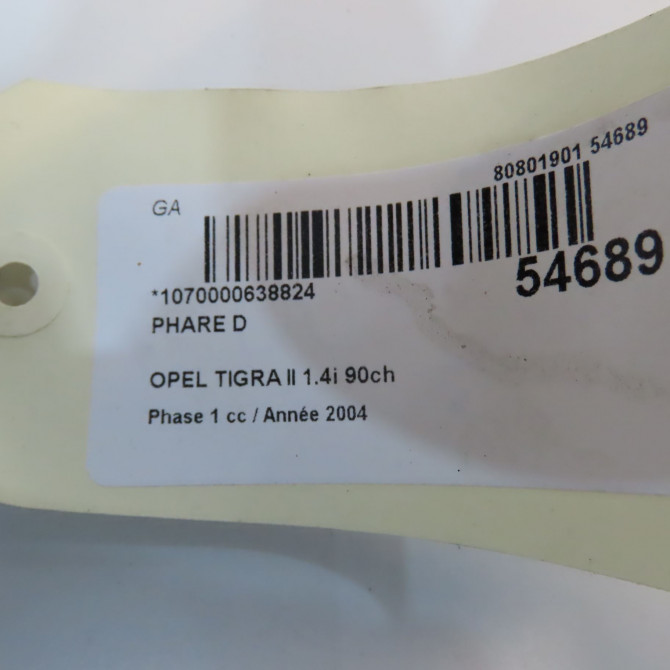 80801901 54689
GA
54689
*1070000638824
PHARE D
OPEL TIGRA II 1.4i 90ch
Phase 1 cc / Année 2004